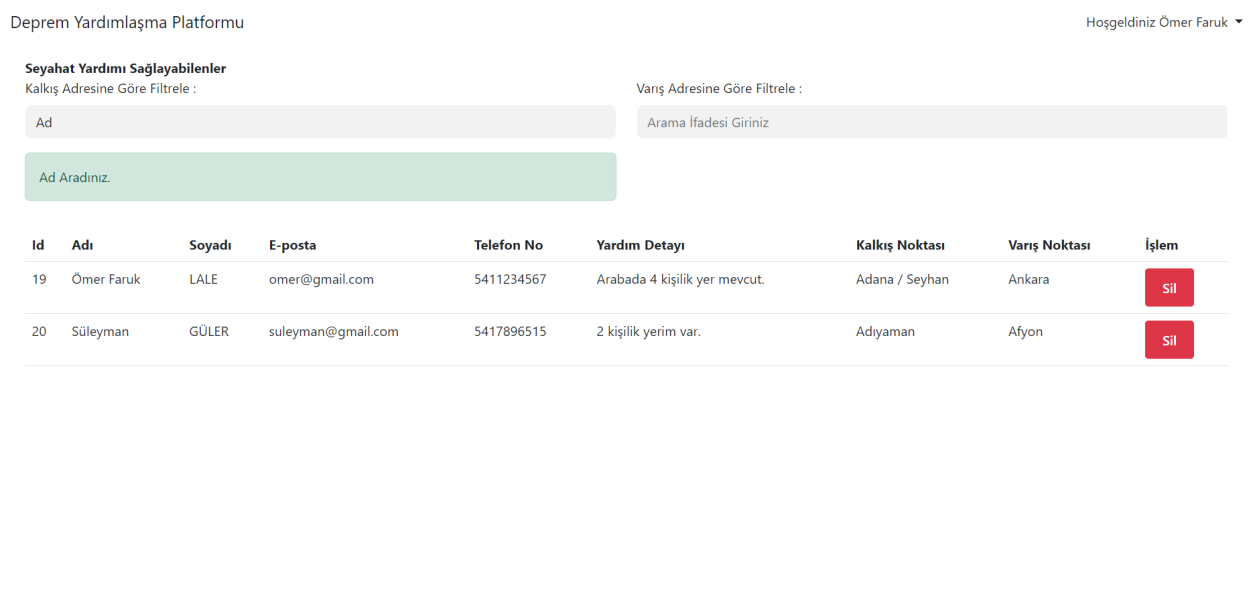 Deprem Yardımlaşma Platformu
Hoşgeldiniz Ömer Faruk
Seyahat Yardımı Sağlayabilenler
Kalkış Adresine Göre Filtrele :
Varış Adresine Göre Filtrele :
Ad
Arama İfadesi Giriniz
Ad Aradınız.
Id Adı Soyadı E-posta Telefon No Yardım Detayı Kalkış Noktası Varış Noktası İşlem
19 Ömer Faruk LALE omer@gmail.com 5411234567 Arabada 4 kişilik yer mevcut. Adana / Seyhan Ankara Sil
20 Süleyman GÜLER suleyman@gmail.com 5417896515 2 kişilik yerim var. Adıyaman Afyon Sil